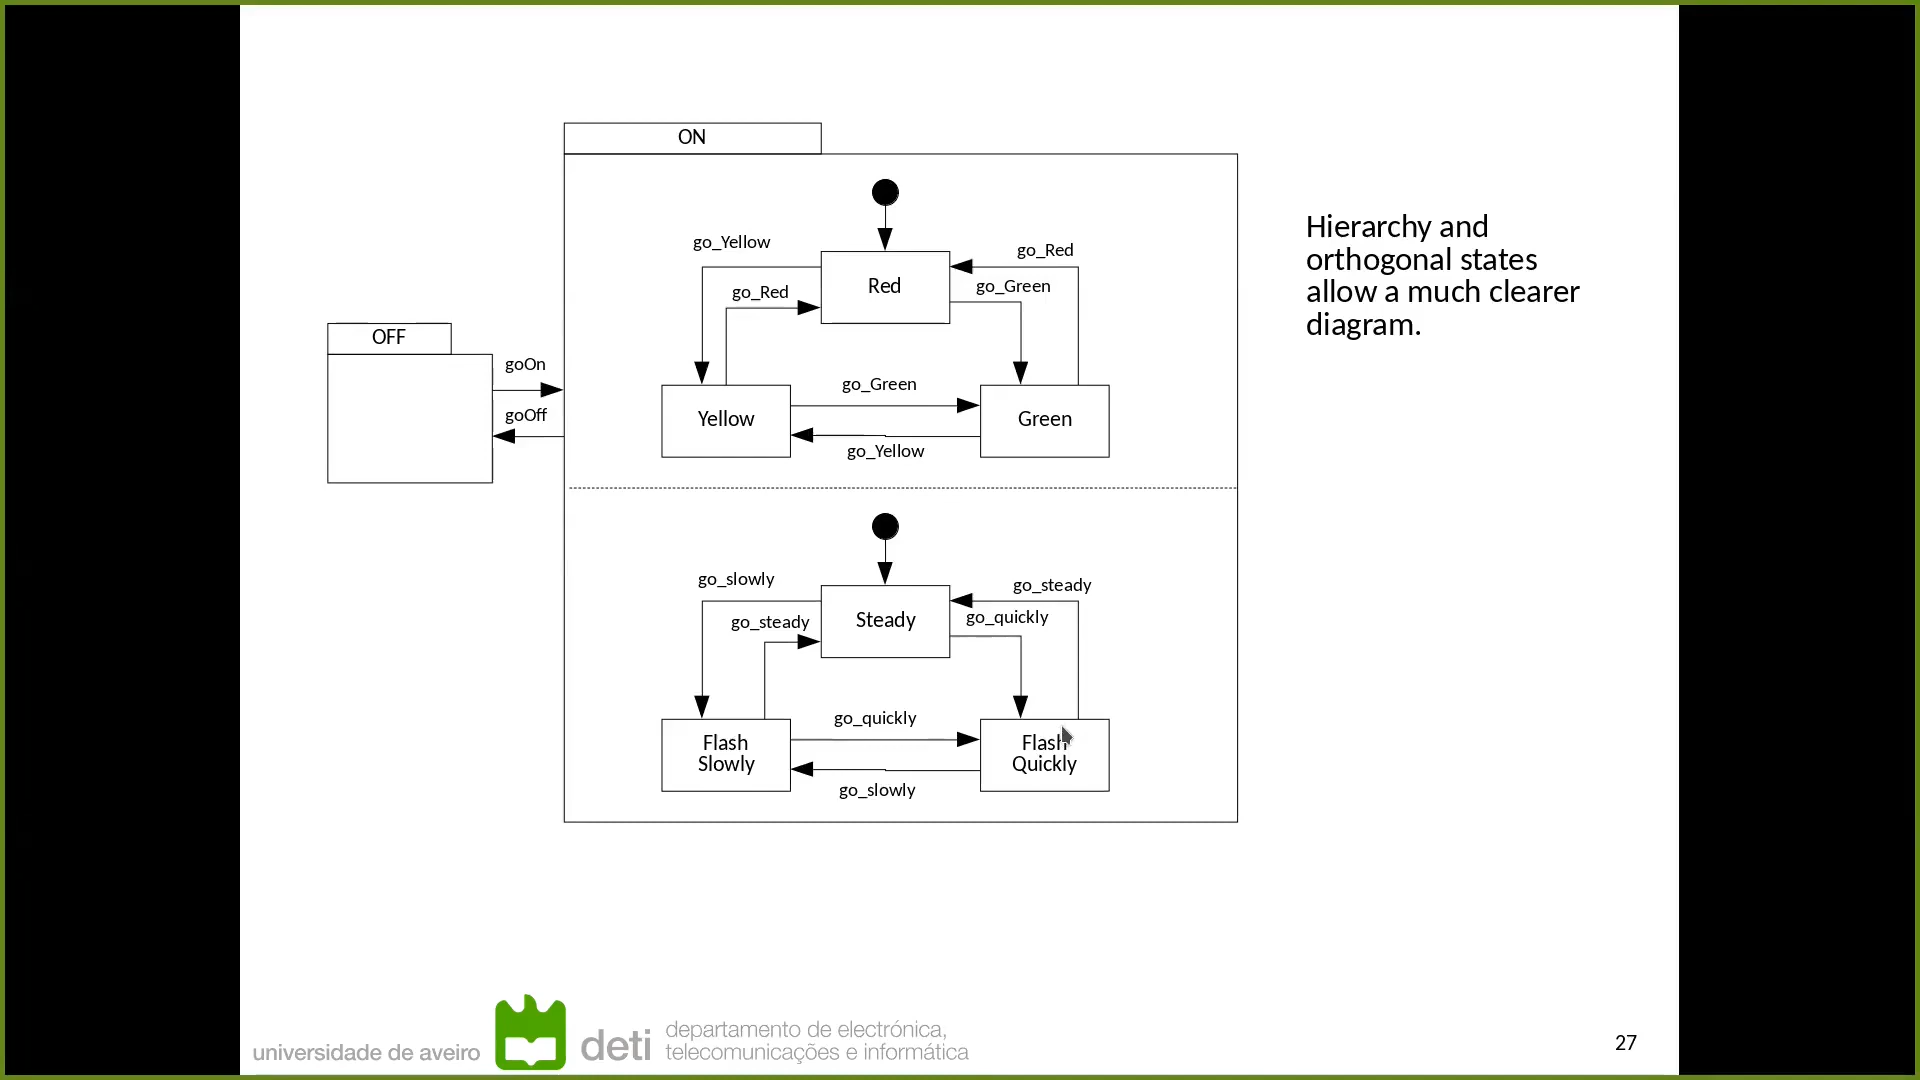 ON
go_Yellow
go_Red
Red
go_Red
go_Green
Hierarchy and
orthogonal states
allow a much clearer
diagram.
OFF
goOn
goOff
Yellow
go_Green
Green
go_Yellow
go_slowly
go_steady
Steady
go_steady
go_quickly
go_quickly
Flash
Slowly
Flash
Quickly
go_slowly
universidade de aveiro
deti
departamento de electrónica,
telecomunicações e informática
27